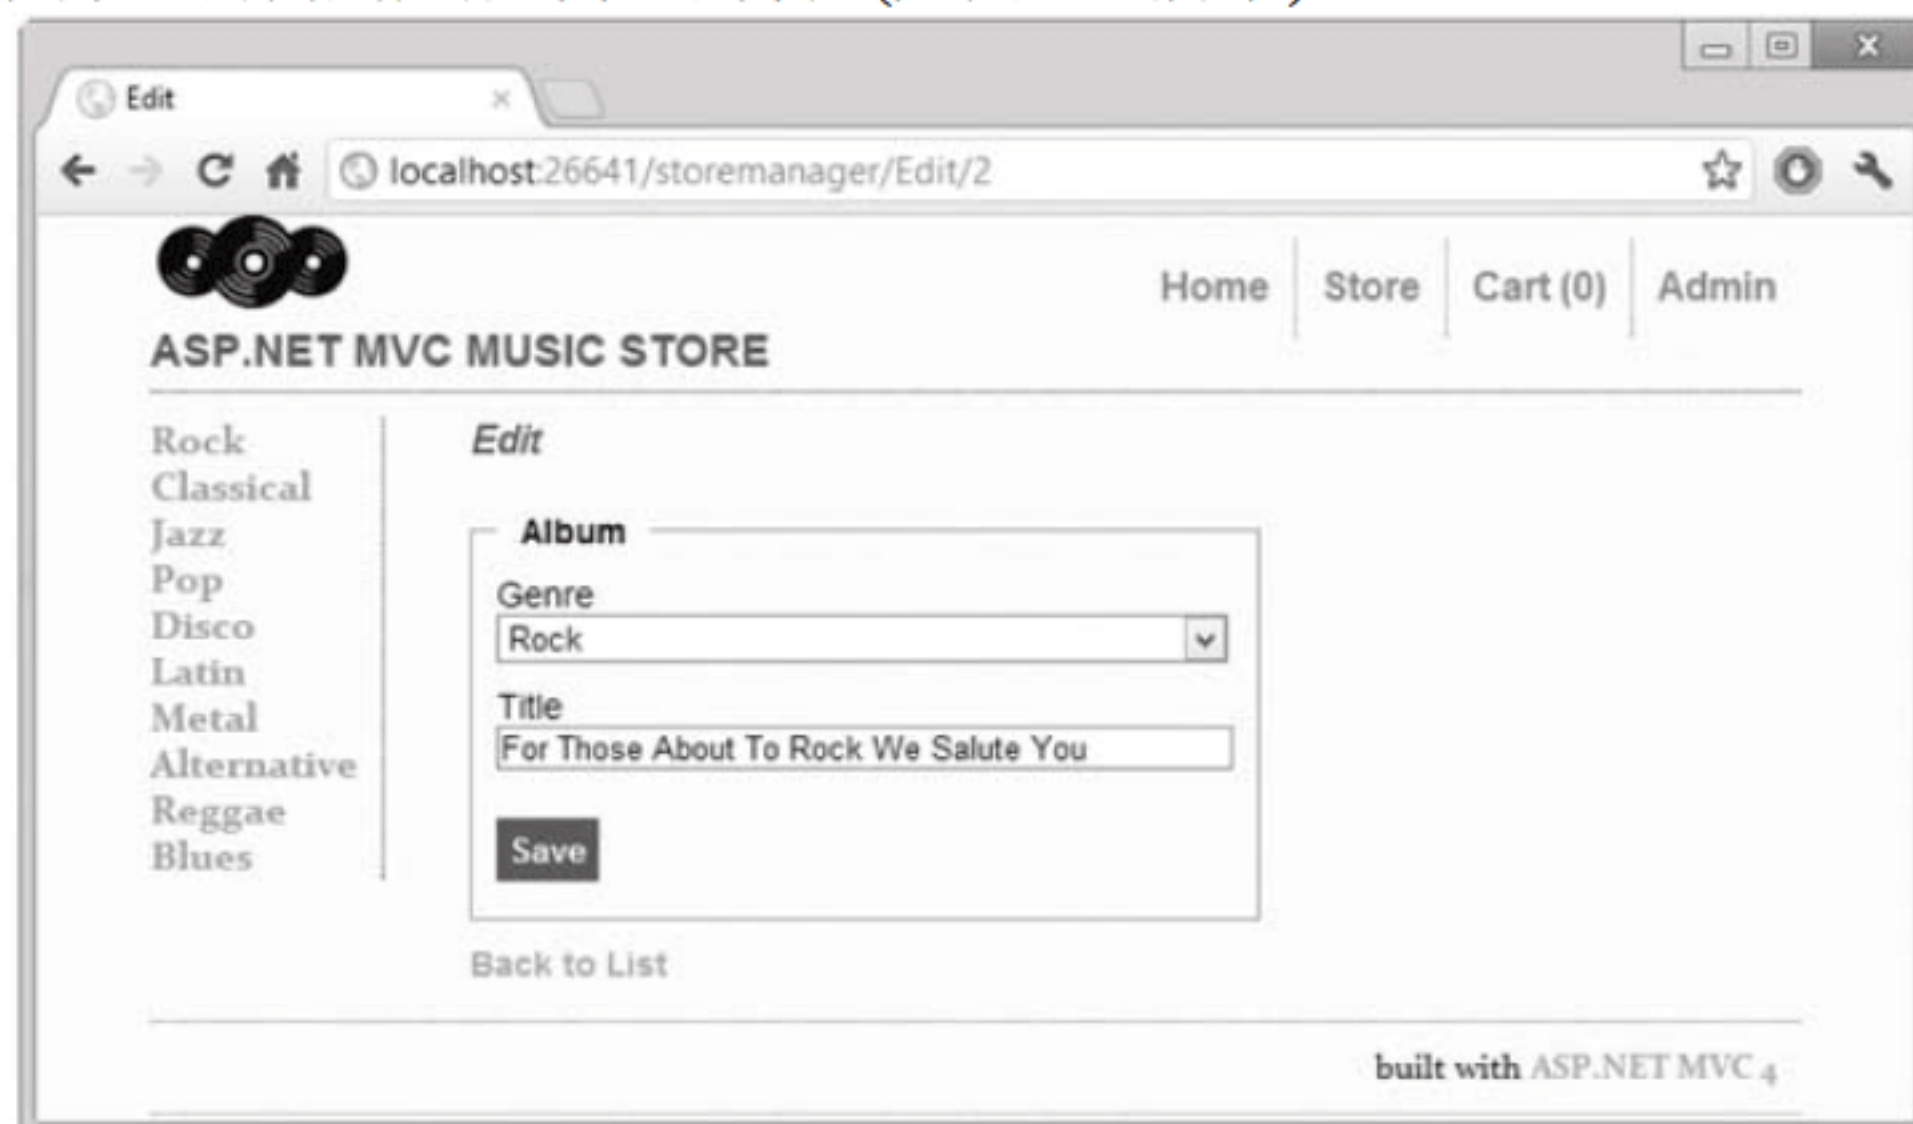 Edit
localhost:26641/storemanager/Edit/2
Home Store Cart (0) Admin
ASP.NET MVC MUSIC STORE
Rock
Classical
Jazz
Pop
Disco
Latin
Metal
Alternative
Reggae
Blues
Edit
Album
Genre
Rock
Title
For Those About To Rock We Salute You
Save
Back to List
built with ASP.NET MVC 4